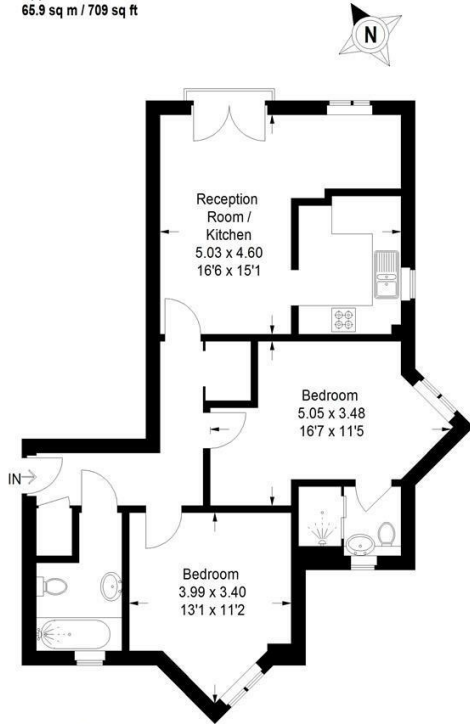 65.9 sq m / 709 sq ft
N
Reception
Room /
Kitchen
5.03 x 4.60
16'6 x 15'1
Bedroom
5.05 x 3.48
16'7 x 11'5
IN
Bedroom
3.99 x 3.40
13'1 x 11'2